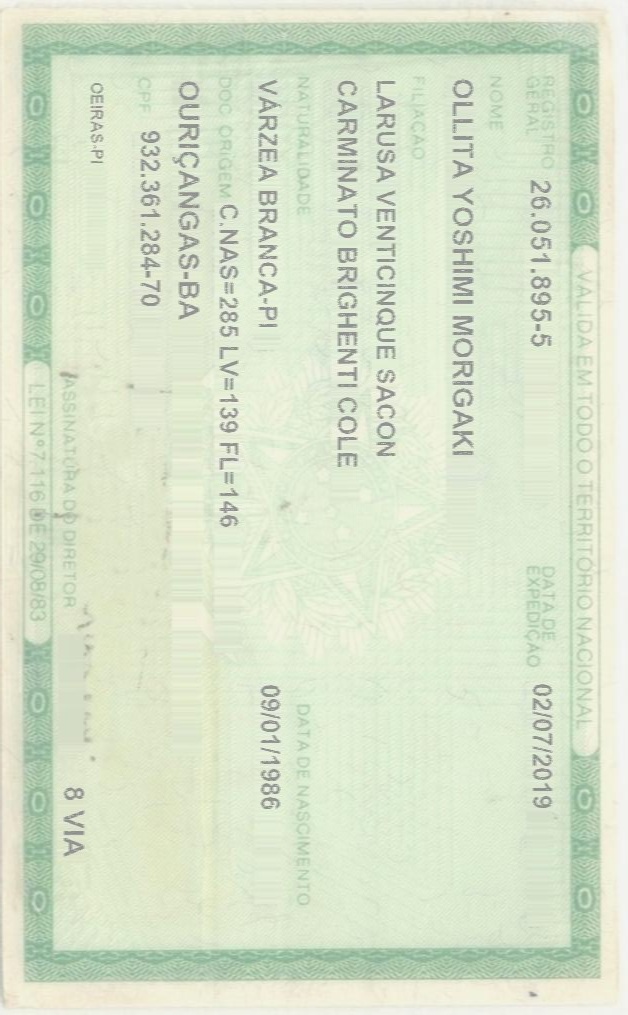 VÁLIDA EM TODO O TERRITÓRIO NACIONAL
REGISTRO GERAL 26.051.895-5 DATA DE EXPEDIÇÃO 02/07/2019
NOME
OLLITA YOSHIMI MORIGAKI
FILIAÇÃO
LARUSA VENTICINQUE SACON
CARMINATO BRIGHENTI COLE
NATURALIDADE DATA DE NASCIMENTO
VÁRZEA BRANCA-PI 09/01/1986
DOC ORIGEM C.NAS=285 LV=139 FL=146
OURIÇANGAS-BA
CPF 932.361.284-70
OEIRAS-PI
ASSINATURA DO DIRETOR 8 VIA
LEI Nº 7.116 DE 29/08/83